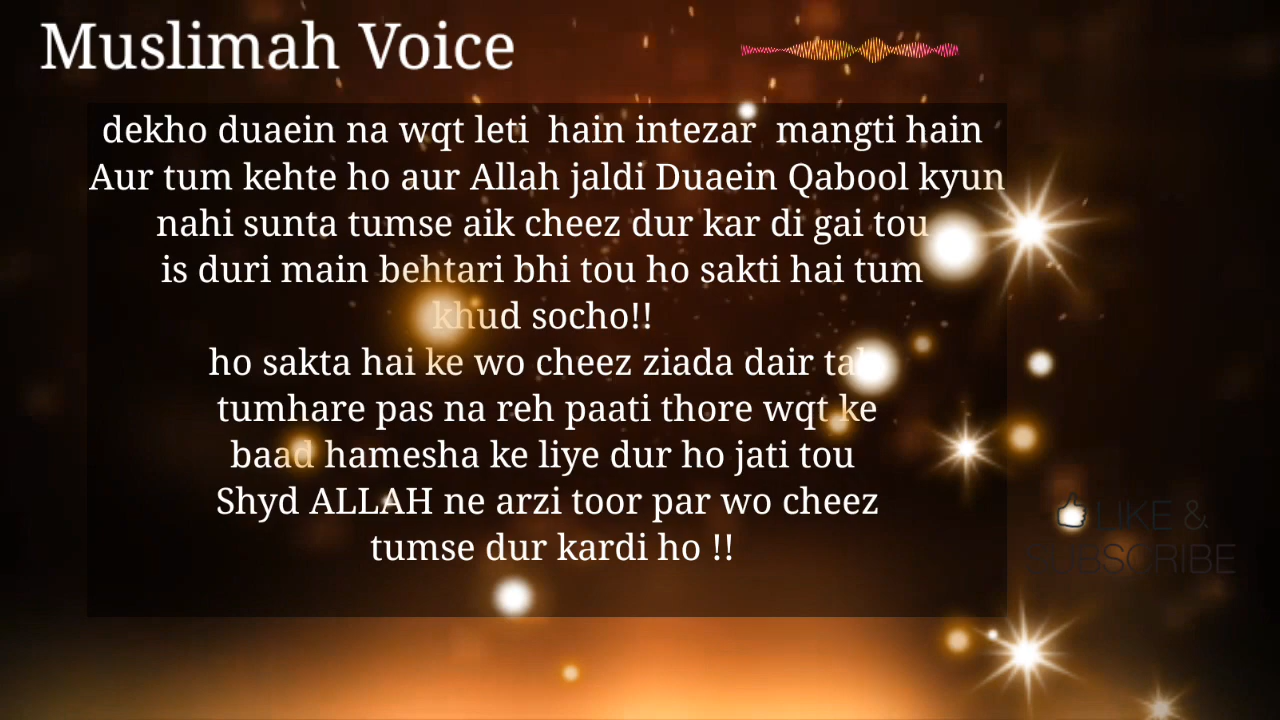 Muslimah Voice
dekho duaein na wqt leti hain intezar mangti hain
Aur tum kehte ho aur Allah jaldi Duaein Qabool kyun
nahi sunta tumse aik cheez dur kar di gai tou
is duri main behtari bhi tou ho sakti hai tum
khud socho!!
ho sakta hai ke wo cheez ziada dair tak
tumhare pas na reh paati thore wqt ke
baad hamesha ke liye dur ho jati tou
Shyd ALLAH ne arzi toor par wo cheez
tumse dur kardi ho !!
LIKE &
SUBSCRIBE